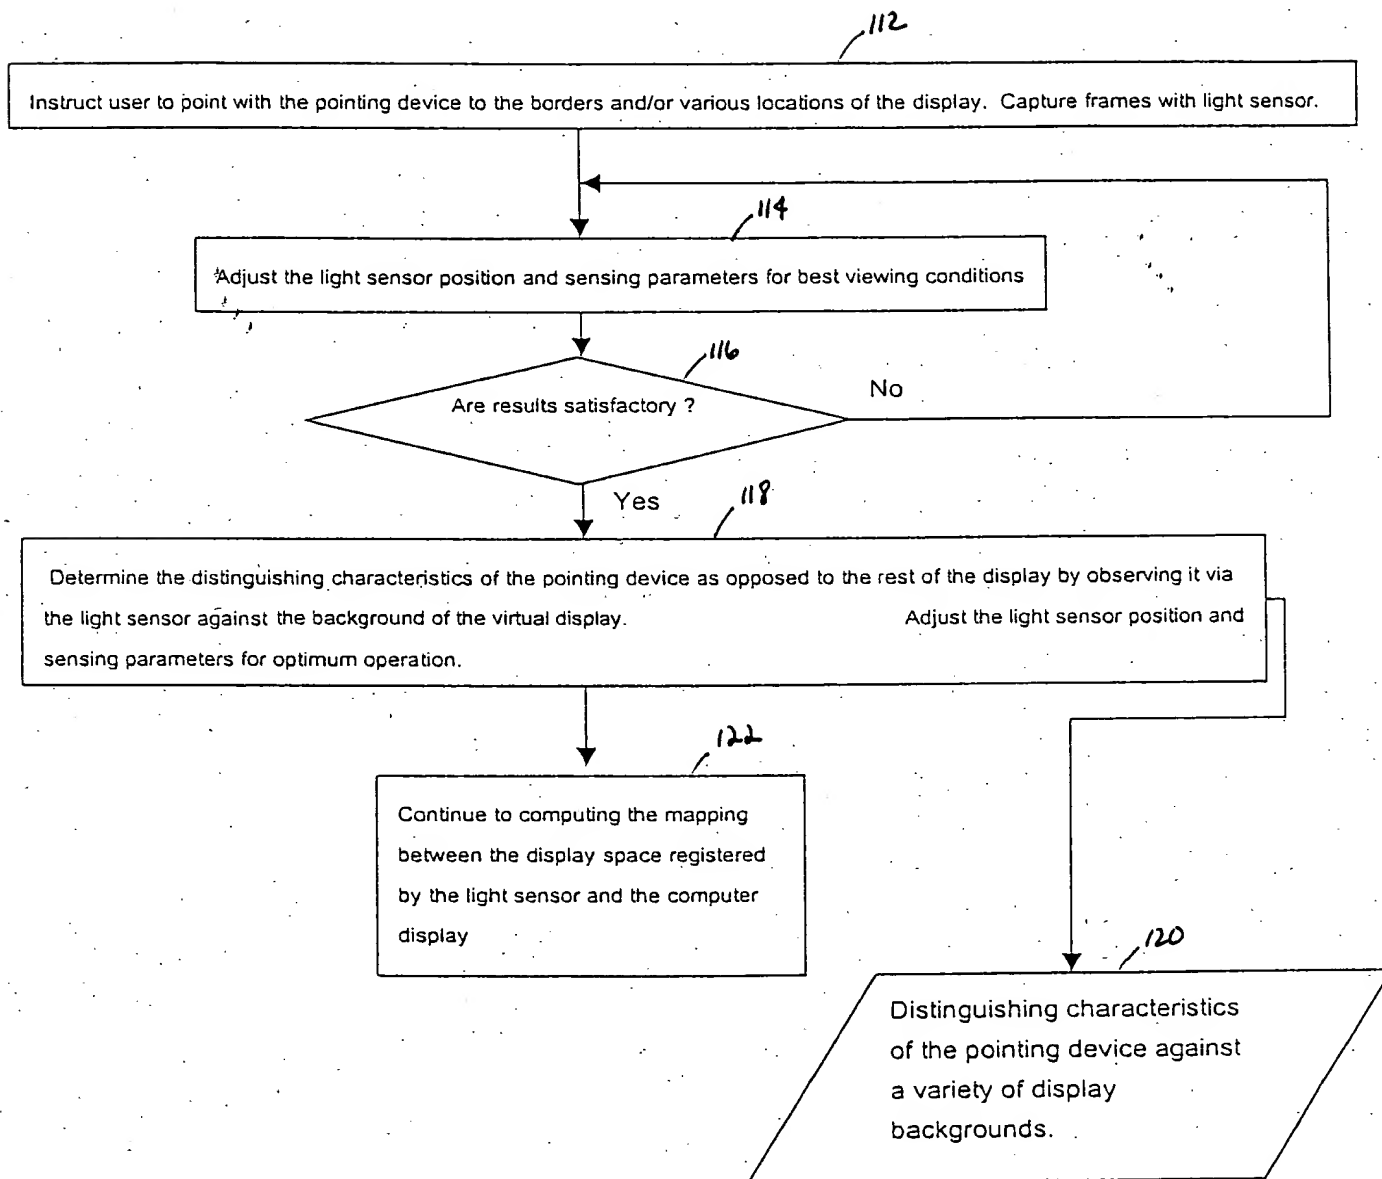 112
Instruct user to point with the pointing device to the borders and/or various locations of the display. Capture frames with light sensor.
114
Adjust the light sensor position and sensing parameters for best viewing conditions
116
Are results satisfactory ?
No
Yes
118
Determine the distinguishing characteristics of the pointing device as opposed to the rest of the display by observing it via
the light sensor against the background of the virtual display. Adjust the light sensor position and
sensing parameters for optimum operation.
122
Continue to computing the mapping
between the display space registered
by the light sensor and the computer
display
120
Distinguishing characteristics
of the pointing device against
a variety of display
backgrounds.